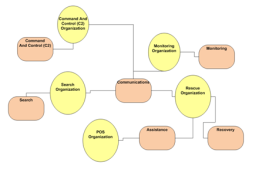 Command And
Control (C2)
Organization
Monitoring
Organization
Command
And Control (C2)
Monitoring
Search
Organization
Communications
Rescue
Organization
Search
POS
Organization
Assistance
Recovery